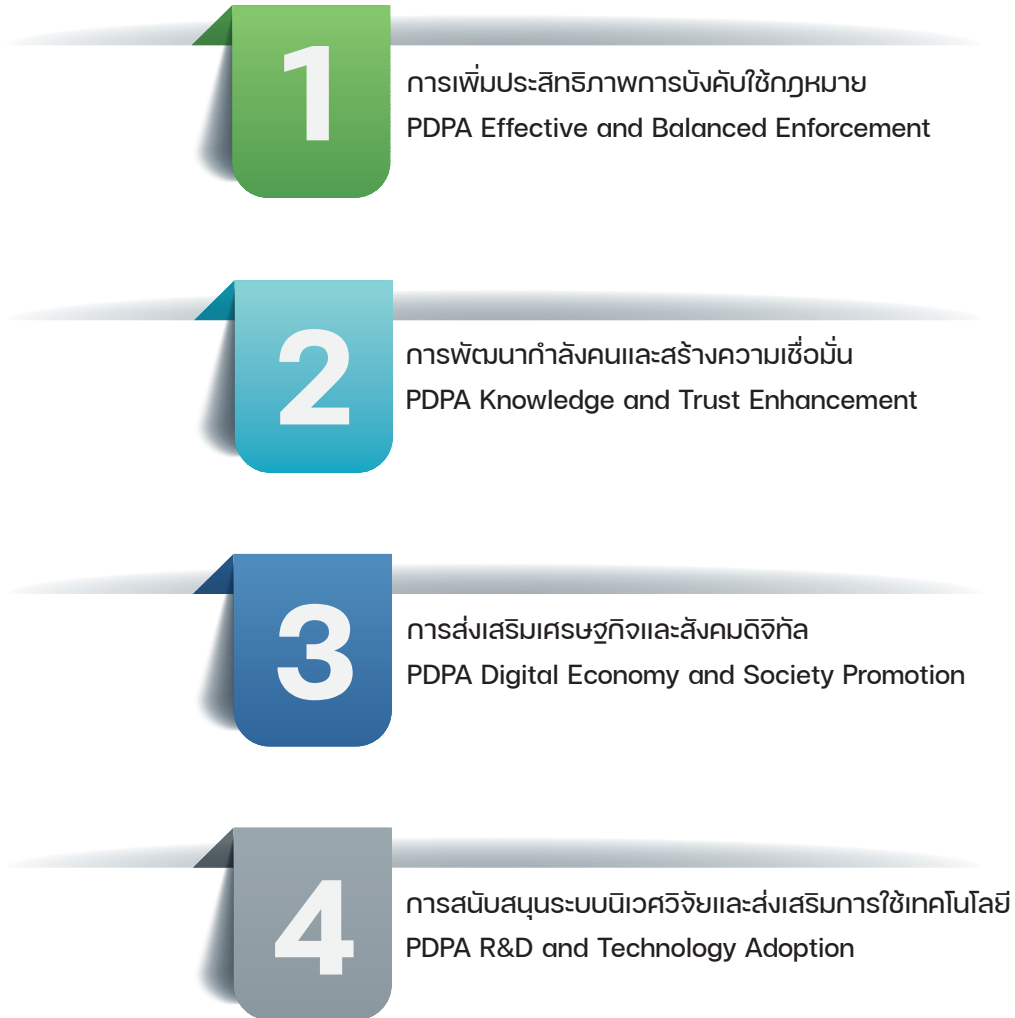 1
การเพิ่มประสิทธิภาพการบังคับใช้กฎหมาย
PDPA Effective and Balanced Enforcement
2
การพัฒนากำลังคนและสร้างความเชื่อมั่น
PDPA Knowledge and Trust Enhancement
3
การส่งเสริมเศรษฐกิจและสังคมดิจิทัล
PDPA Digital Economy and Society Promotion
4
การสนับสนุนระบบนิเวศวิจัยและส่งเสริมการใช้เทคโนโลยี
PDPA R&D and Technology Adoption